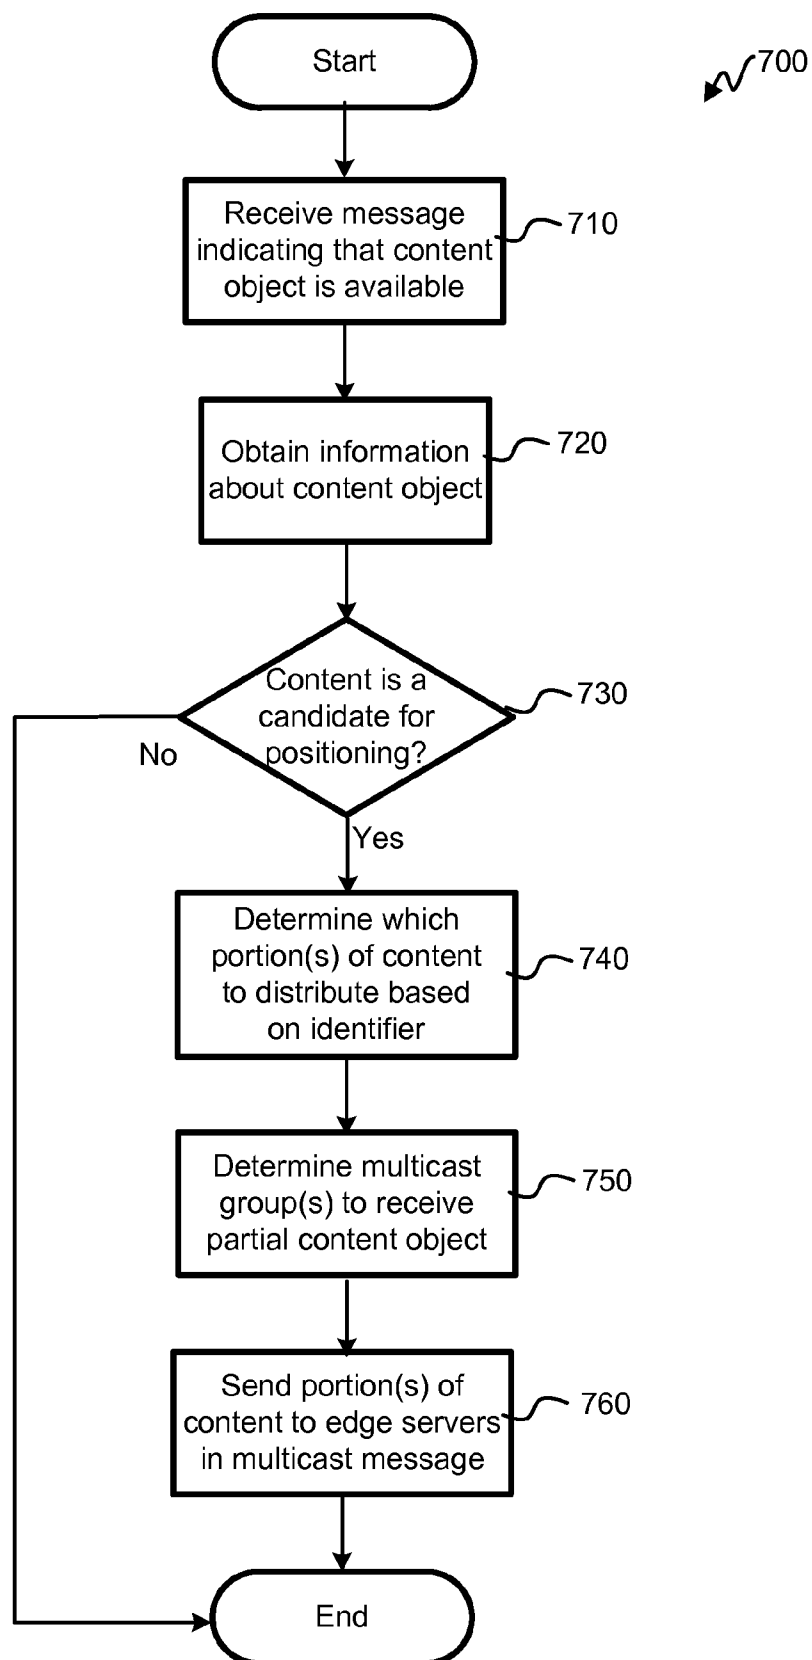 Start
700
Receive message
indicating that content
object is available
710
Obtain information
about content object
720
Content is a
candidate for
positioning?
730
No
Yes
Determine which
portion(s) of content
to distribute based
on identifier
740
Determine multicast
group(s) to receive
partial content object
750
Send portion(s) of
content to edge servers
in multicast message
760
End